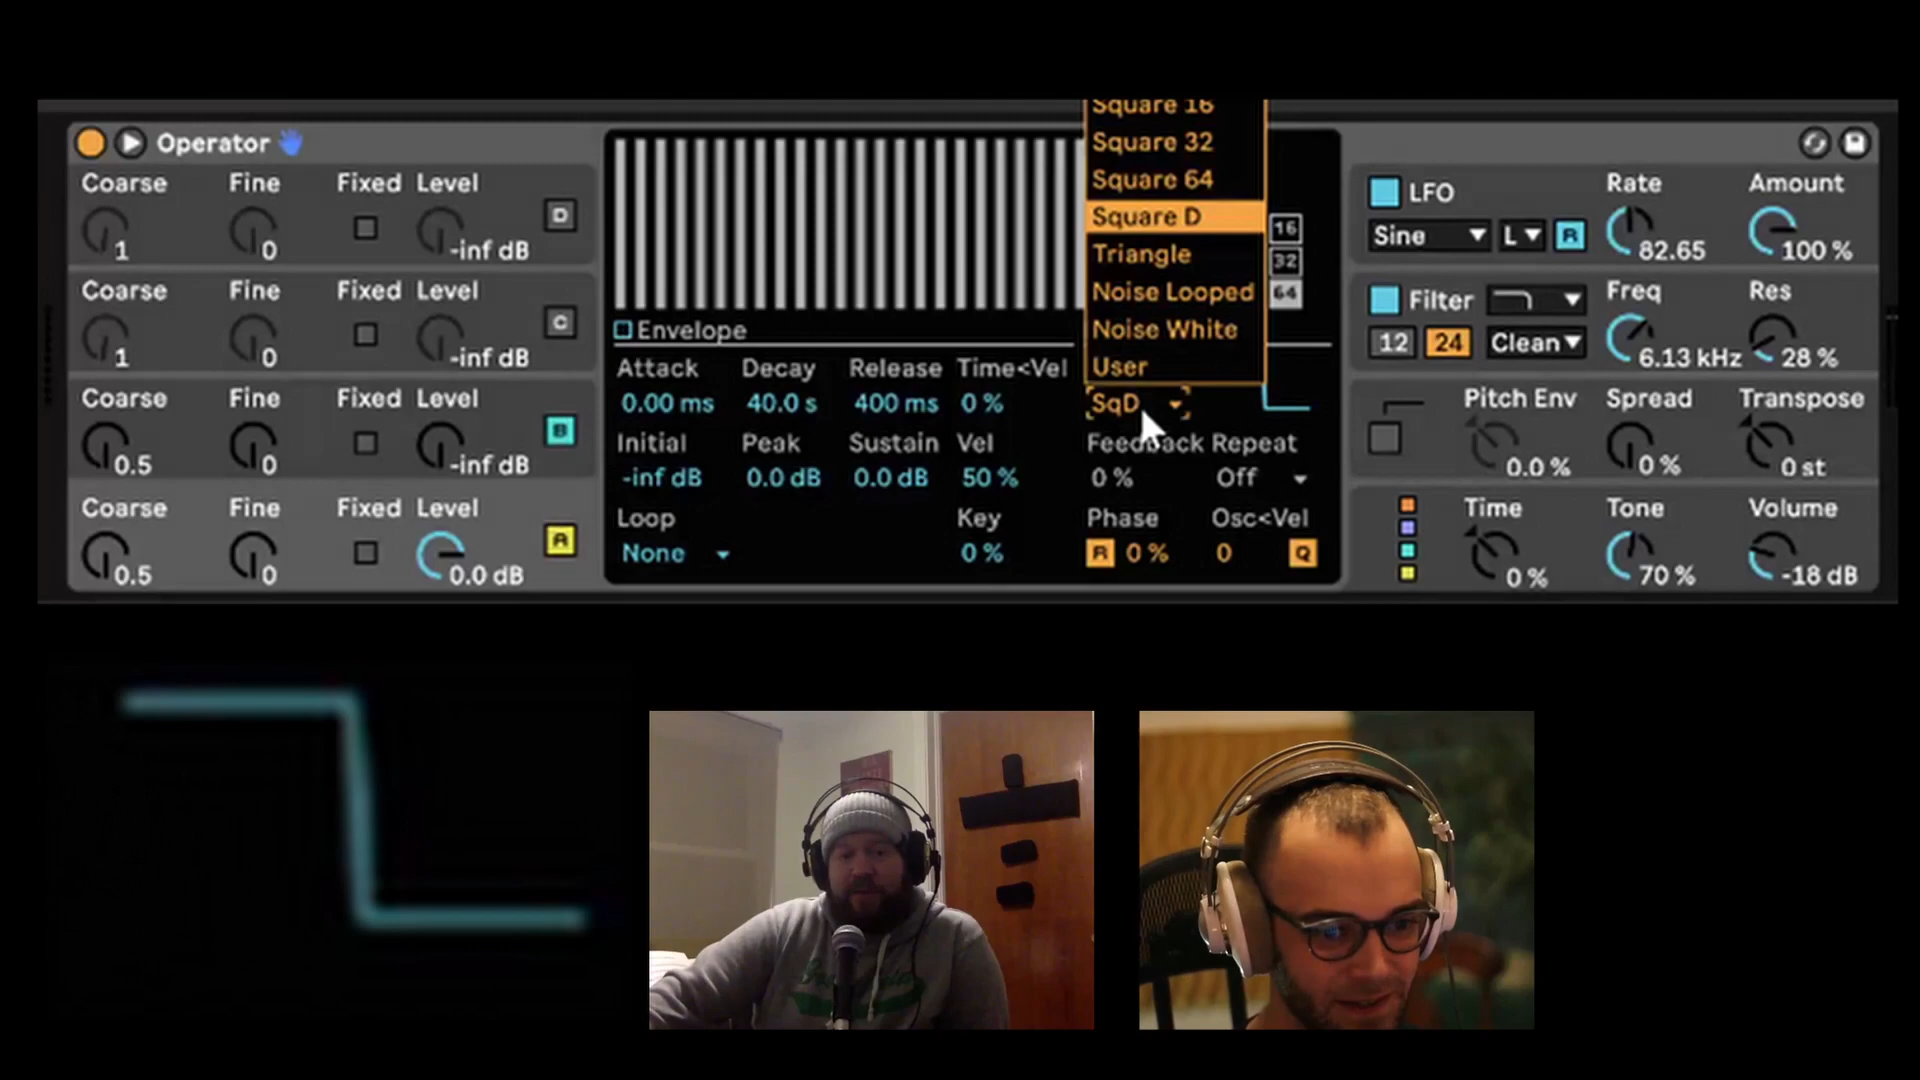 Operator
Coarse Fine Fixed Level
1 0 -inf dB D
Coarse Fine Fixed Level
1 0 -inf dB C
Coarse Fine Fixed Level
0.5 0 -inf dB B
Coarse Fine Fixed Level
0.5 0 0.0 dB A
Square 16
Square 32
Square 64
Square D
Triangle
Noise Looped
Noise White
User
16
32
64
Envelope
Attack Decay Release Time<Vel
0.00 ms 40.0 s 400 ms 0 % SqD
Initial Peak Sustain Vel Feedback Repeat
-inf dB 0.0 dB 0.0 dB 50 % 0 % Off
Loop Key Phase Osc<Vel
None 0 % R 0 % 0 Q
LFO Rate Amount
Sine L R 82.65 100 %
Filter Freq Res
12 24 Clean 6.13 kHz 28 %
Pitch Env Spread Transpose
0.0 % 0 % 0 st
Time Tone Volume
0 % 70 % -18 dB